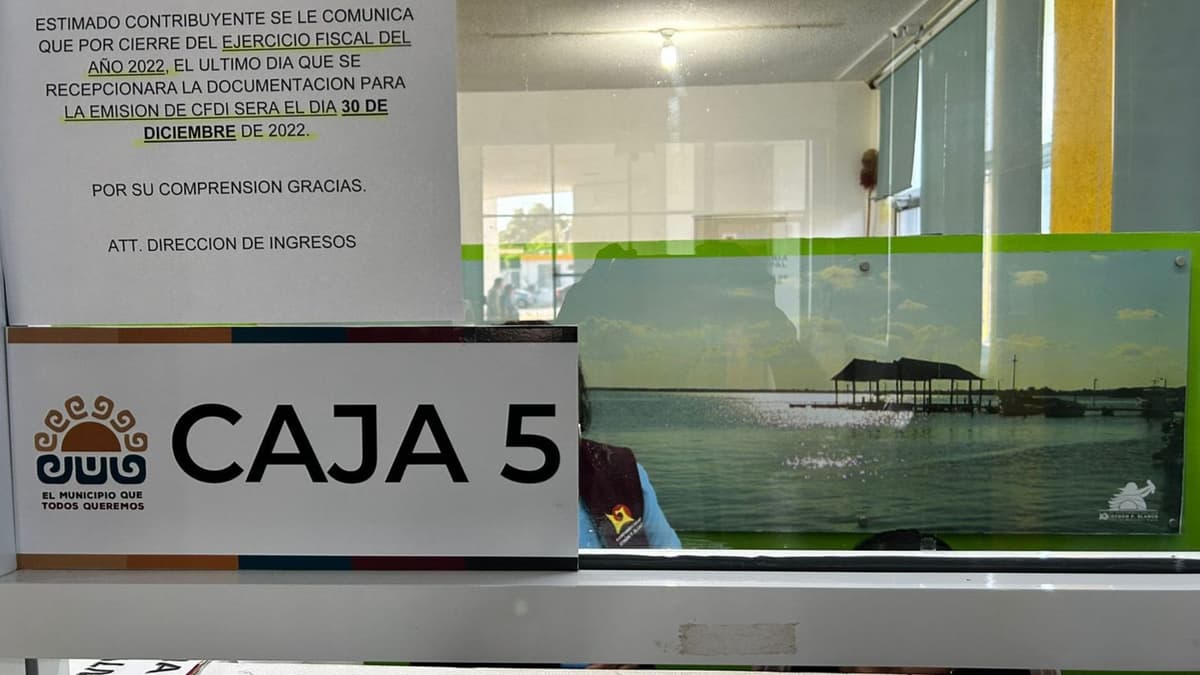 ESTIMADO CONTRIBUYENTE SE LE COMUNICA
QUE POR CIERRE DEL EJERCICIO FISCAL DEL
AÑO 2022, EL ULTIMO DIA QUE SE
RECEPCIONARA LA DOCUMENTACION PARA
LA EMISION DE CFDI SERA EL DIA 30 DE
DICIEMBRE DE 2022.
POR SU COMPRENSION GRACIAS.
ATT. DIRECCION DE INGRESOS
CAJA 5
EL MUNICIPIO QUE
TODOS QUEREMOS
OTHÓN P. BLANCO